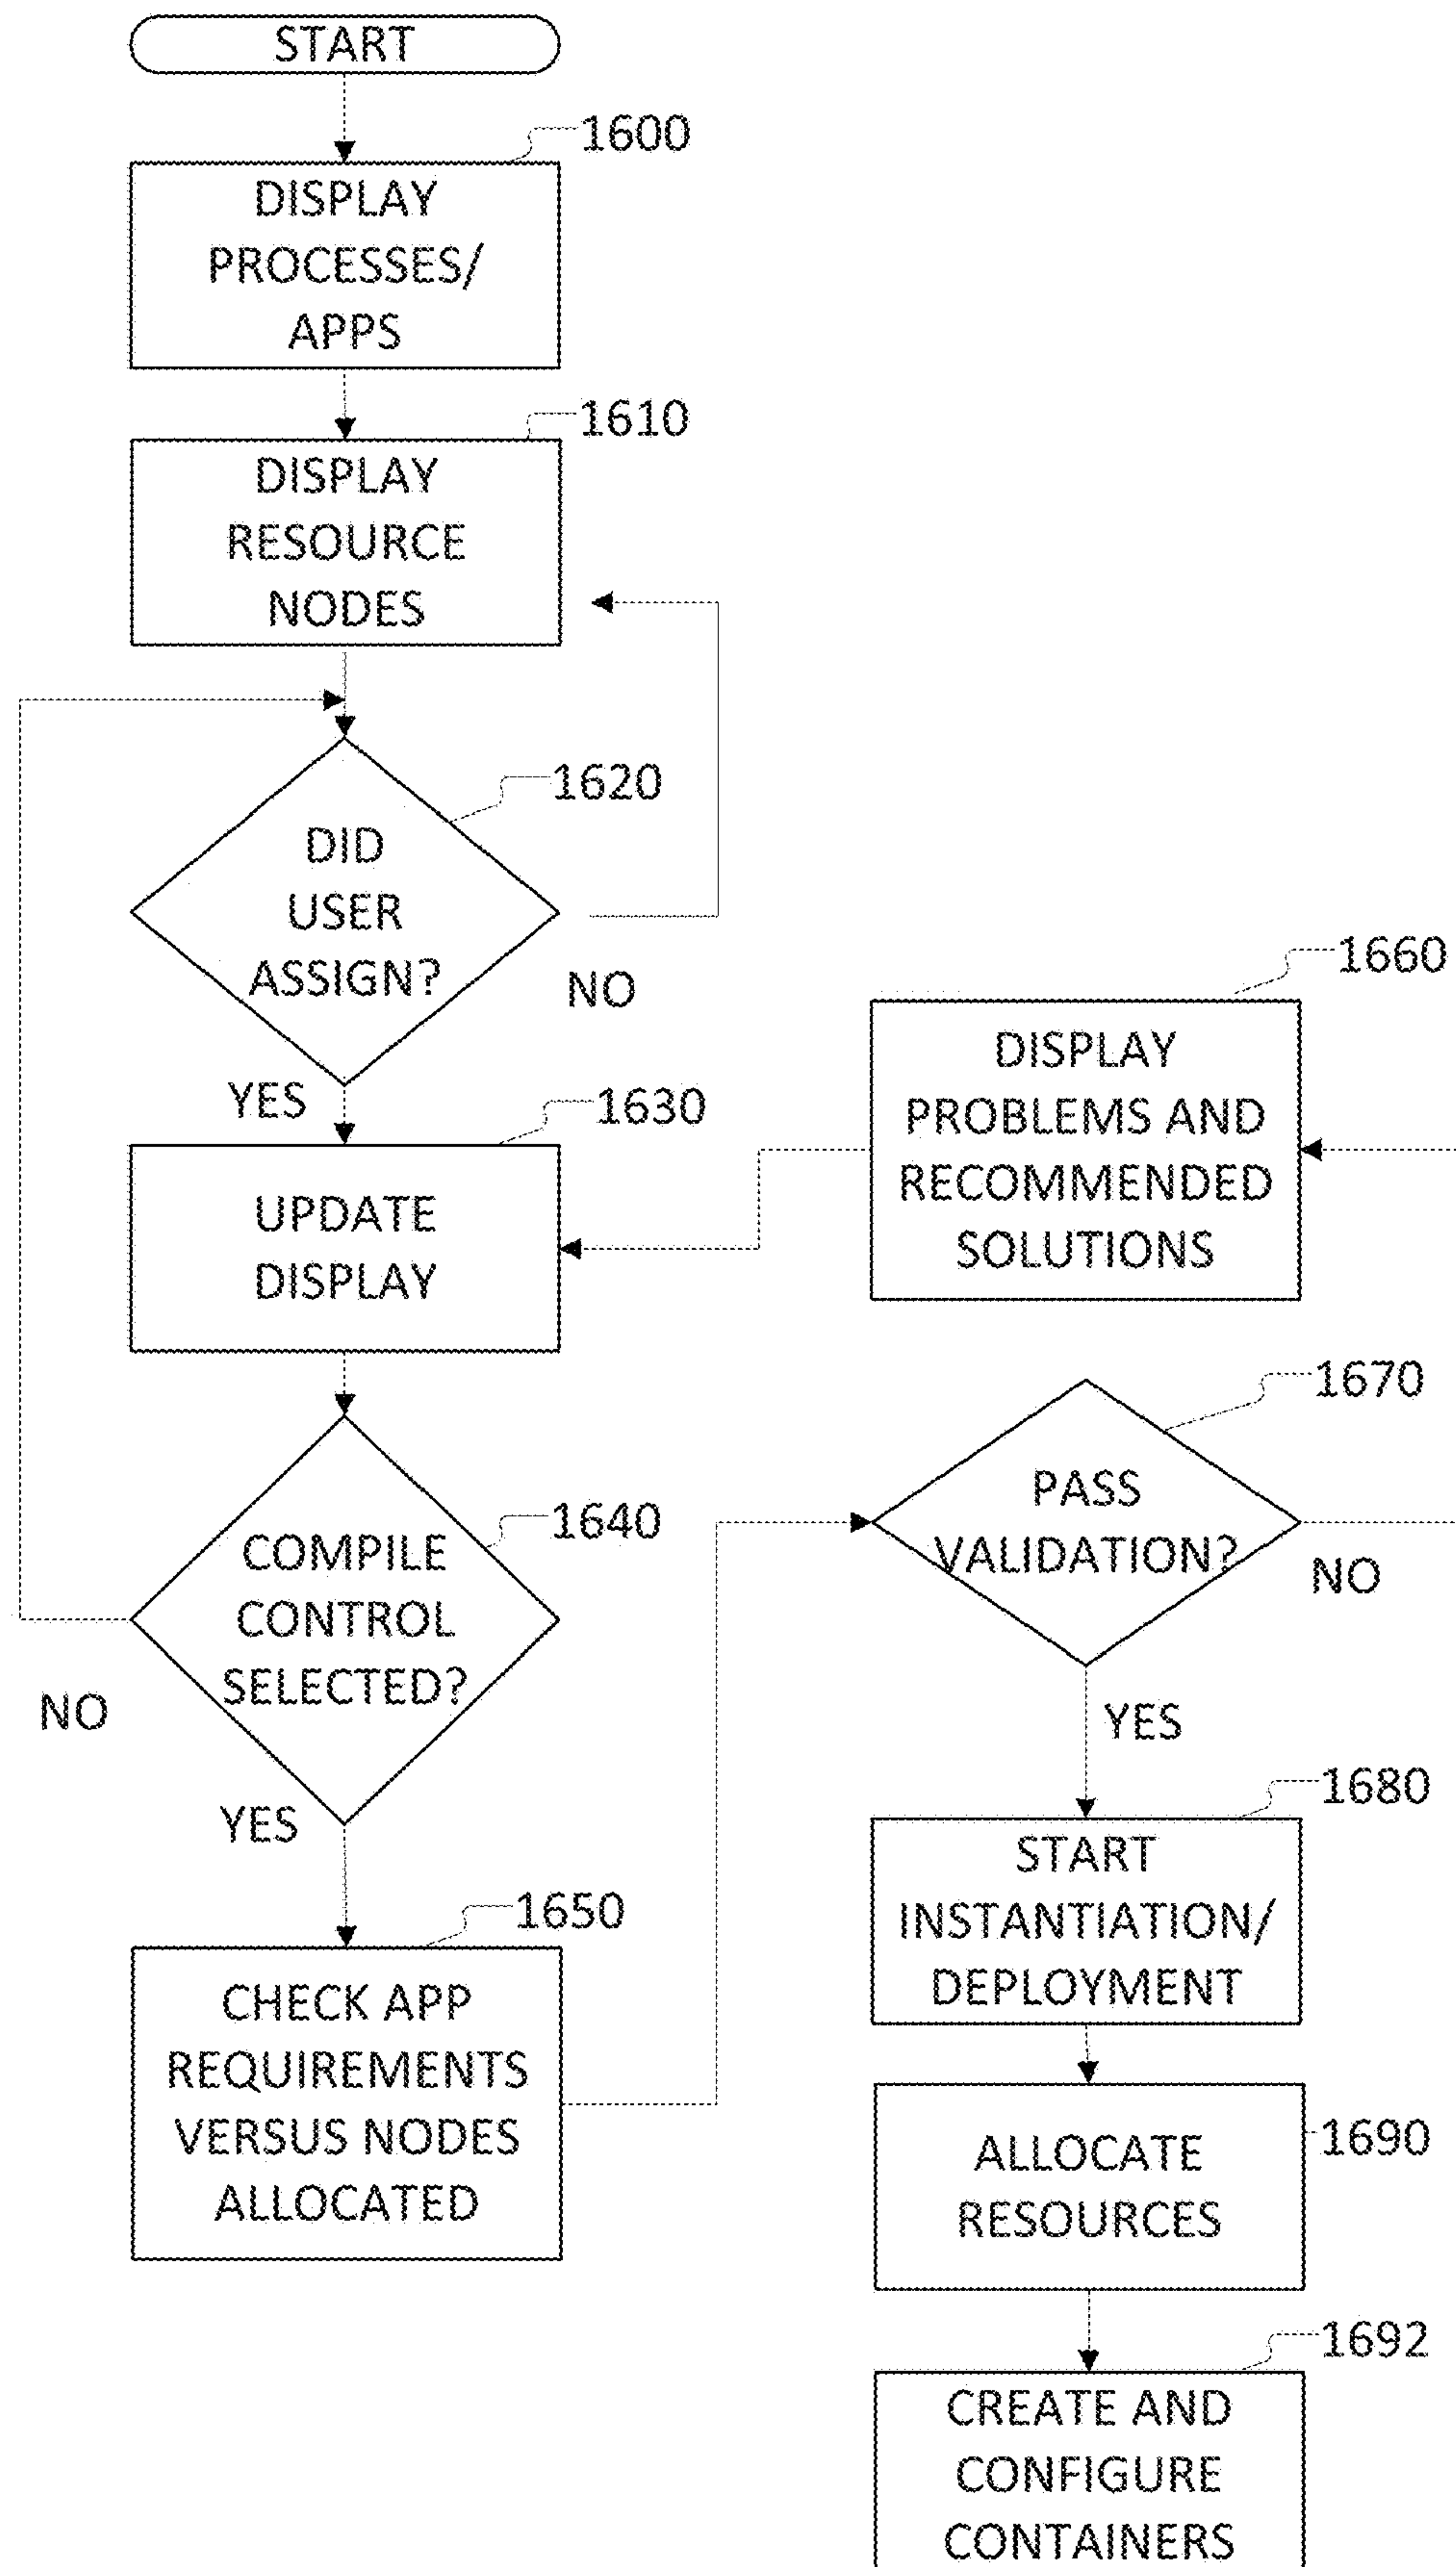 START
1600
DISPLAY
PROCESSES/
APPS
1610
DISPLAY
RESOURCE
NODES
1620
DID
USER
ASSIGN?
NO
YES
1630
UPDATE
DISPLAY
1640
COMPILE
CONTROL
SELECTED?
NO
YES
1650
CHECK APP
REQUIREMENTS
VERSUS NODES
ALLOCATED
1660
DISPLAY
PROBLEMS AND
RECOMMENDED
SOLUTIONS
1670
PASS
VALIDATION?
NO
YES
1680
START
INSTANTIATION/
DEPLOYMENT
1690
ALLOCATE
RESOURCES
1692
CREATE AND
CONFIGURE
CONTAINERS